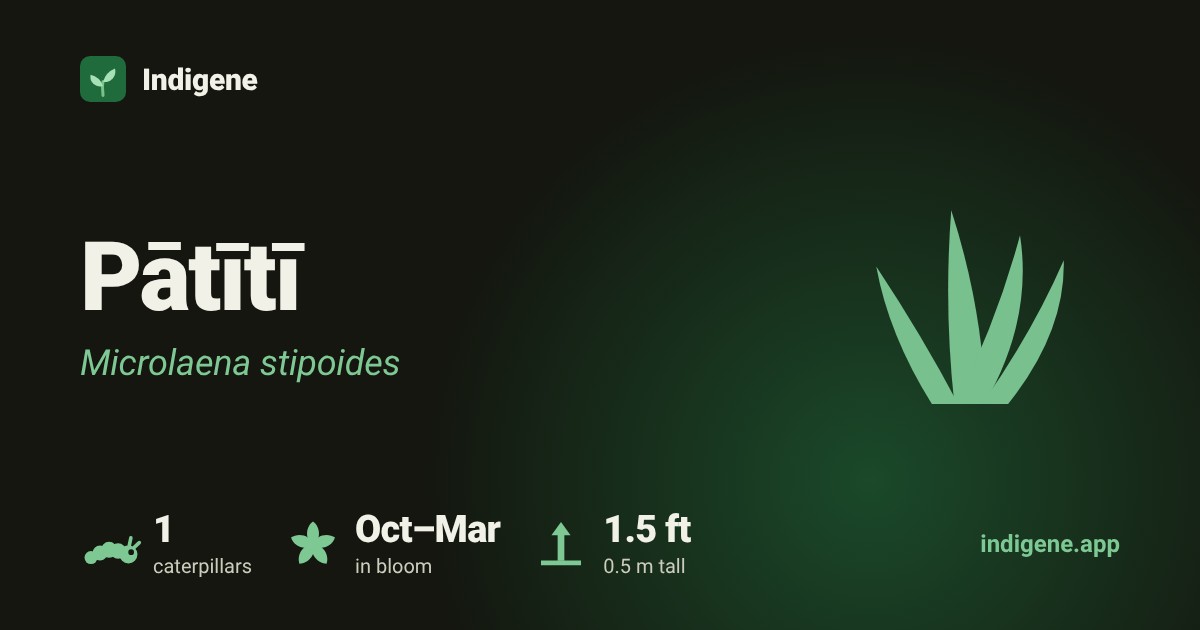 Indigene
Pātītī
Microlaena stipoides
1
caterpillars
Oct–Mar
in bloom
1.5 ft
0.5 m tall
indigene.app